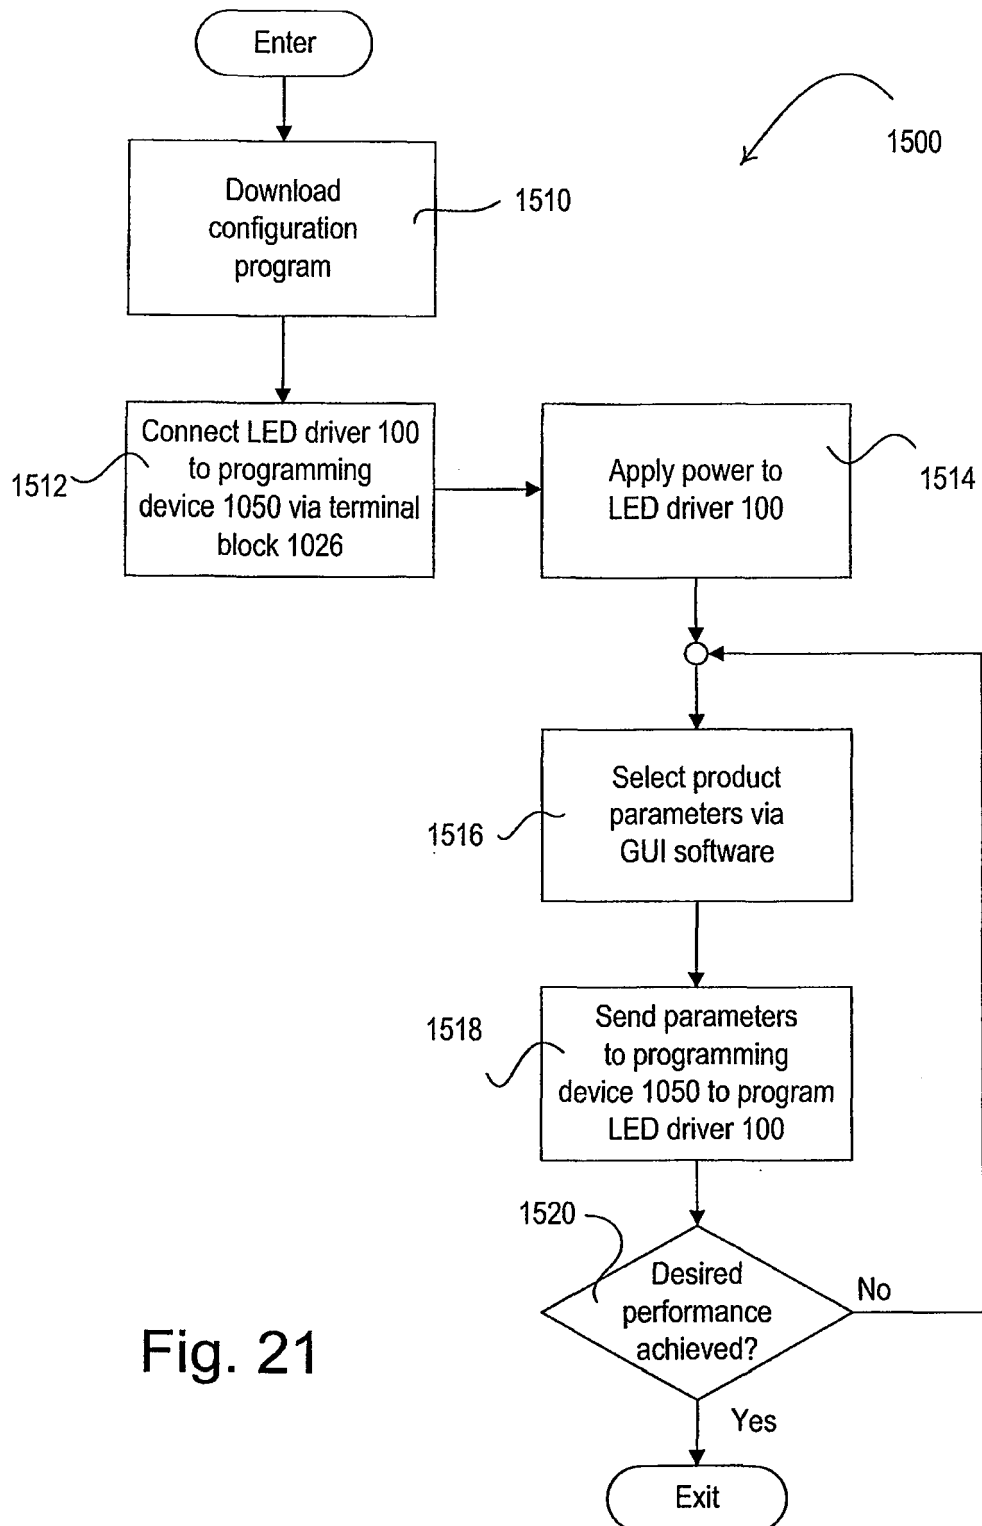 Enter
1500
Download
configuration
program
1510
Connect LED driver 100
to programming
device 1050 via terminal
block 1026
1512
Apply power to
LED driver 100
1514
Select product
parameters via
GUI software
1516
Send parameters
to programming
device 1050 to program
LED driver 100
1518
1520
Desired
performance
achieved?
No
Yes
Exit
Fig. 21